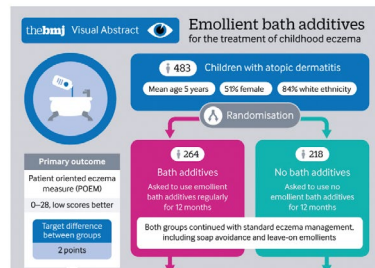 thebmj Visual Abstract
Emollient bath additives
for the treatment of childhood eczema
483 Children with atopic dermatitis
Mean age 5 years
51% female
84% white ethnicity
Randomisation
Primary outcome
Patient oriented eczema
measure (POEM)
0–28, low scores better
Target difference
between groups
2 points
264
Bath additives
Asked to use emollient
bath additives regularly
for 12 months
218
No bath additives
Asked to use no
emollient bath additives
for 12 months
Both groups continued with standard eczema management,
including soap avoidance and leave-on emollients